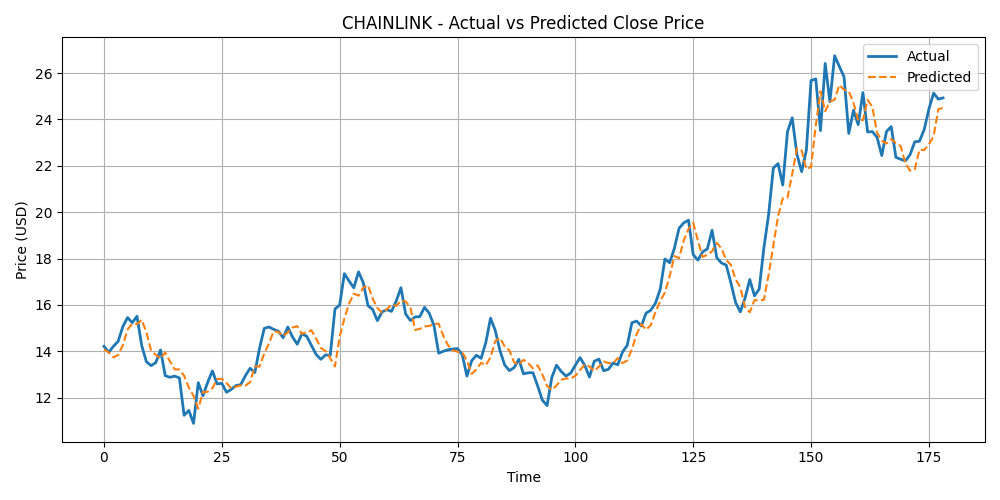 CHAINLINK - Actual vs Predicted Close Price
Actual
Predicted
Price (USD)
26
24
22
20
18
16
14
12
0 25 50 75 100 125 150 175
Time